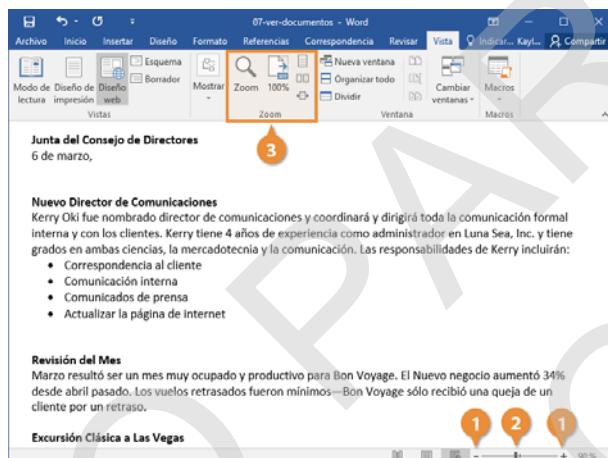 07-ver-documentos - Word
Archivo Inicio Insertar Diseño Formato Referencias Correspondencia Revisar Vista Indicar... Kayl... Compartir
Modo de lectura
Diseño de impresión
Diseño web
Esquema
Borrador
Vistas
Mostrar
Zoom
100%
Zoom
Nueva ventana
Organizar todo
Dividir
Cambiar ventanas
Ventana
Macros
Macros
3
Junta del Consejo de Directores
6 de marzo,
Nuevo Director de Comunicaciones
Kerry Oki fue nombrado director de comunicaciones y coordinará y dirigirá toda la comunicación formal
interna y con los clientes. Kerry tiene 4 años de experiencia como administrador en Luna Sea, Inc. y tiene
grados en ambas ciencias, la mercadotecnia y la comunicación. Las responsabilidades de Kerry incluirán:
• Correspondencia al cliente
• Comunicación interna
• Comunicados de prensa
• Actualizar la página de internet
Revisión del Mes
Marzo resultó ser un mes muy ocupado y productivo para Bon Voyage. El Nuevo negocio aumentó 34%
desde abril pasado. Los vuelos retrasados fueron mínimos—Bon Voyage sólo recibió una queja de un
cliente por un retraso.
Excursión Clásica a Las Vegas
1 2 1
90 %